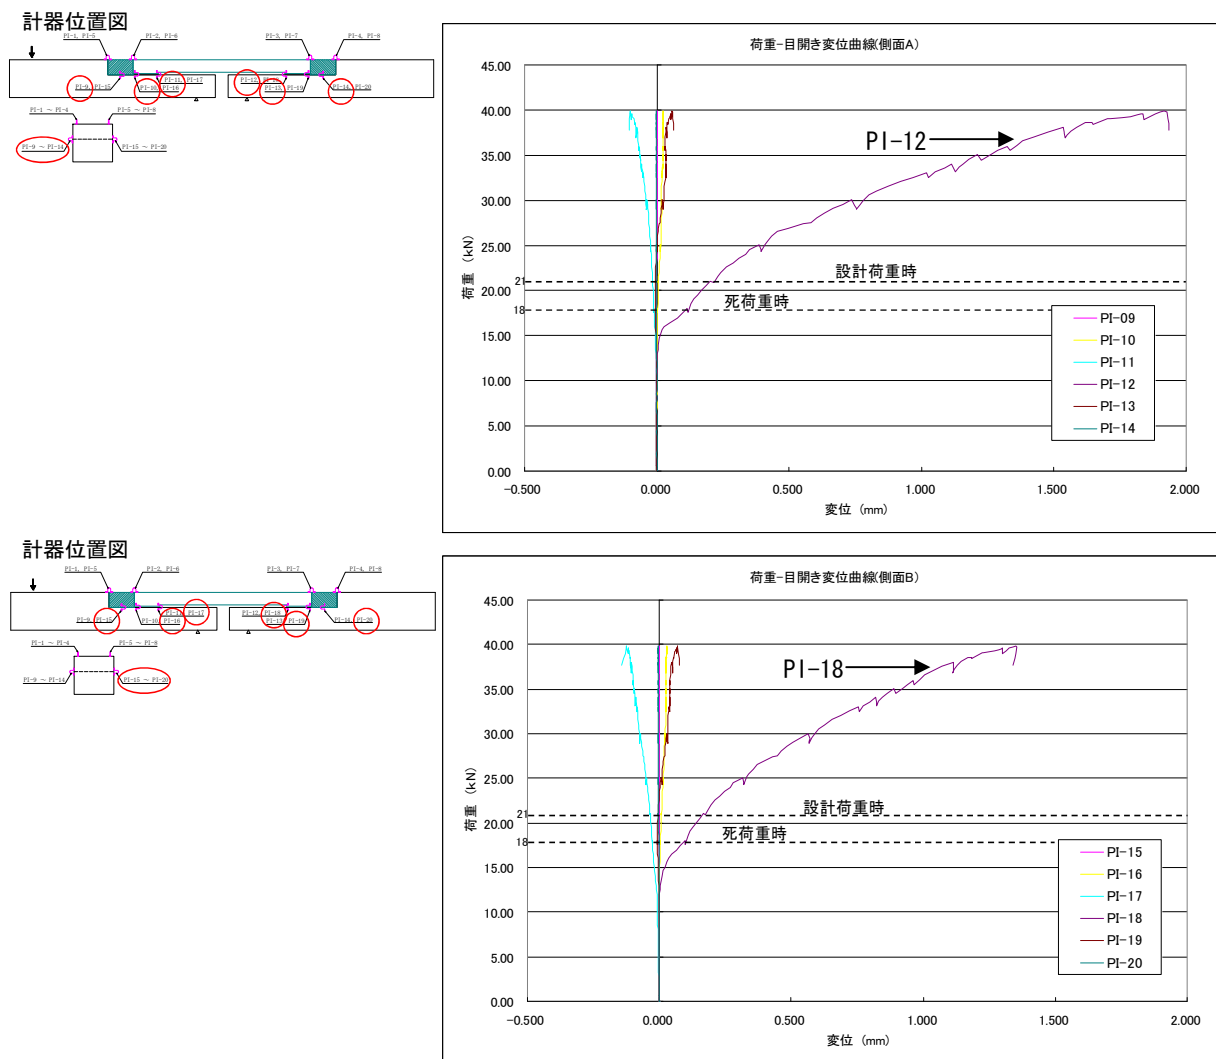 計器位置図
PI-1, PI-5
PI-2, PI-6
PI-3, PI-7
PI-4, PI-8
PI-9, PI-15
PI-10, PI-16
PI-11, PI-17
PI-12,
PI-13, PI-19
PI-14, PI-20
PI-1 ～ PI-4
PI-5 ～ PI-8
PI-9 ～ PI-14
PI-15 ～ PI-20
荷重-目開き変位曲線(側面A)
45.00
40.00
35.00
30.00
25.00
21
20.00
18
15.00
10.00
5.00
0.00
荷重 (kN)
PI-12
設計荷重時
死荷重時
PI-09
PI-10
PI-11
PI-12
PI-13
PI-14
-0.500
0.000
0.500
1.000
1.500
2.000
変位 (mm)
計器位置図
PI-1, PI-5
PI-2, PI-6
PI-3, PI-7
PI-4, PI-8
PI-9, PI-15
PI-10, PI-16
PI-11, PI-17
PI-12, PI-18
PI-13, PI-19
PI-14, PI-20
PI-1 ～ PI-4
PI-5 ～ PI-8
PI-9 ～ PI-14
PI-15 ～ PI-20
荷重-目開き変位曲線(側面B)
45.00
40.00
35.00
30.00
25.00
21
20.00
18
15.00
10.00
5.00
0.00
荷重 (kN)
PI-18
設計荷重時
死荷重時
PI-15
PI-16
PI-17
PI-18
PI-19
PI-20
-0.500
0.000
0.500
1.000
1.500
2.000
変位 (mm)